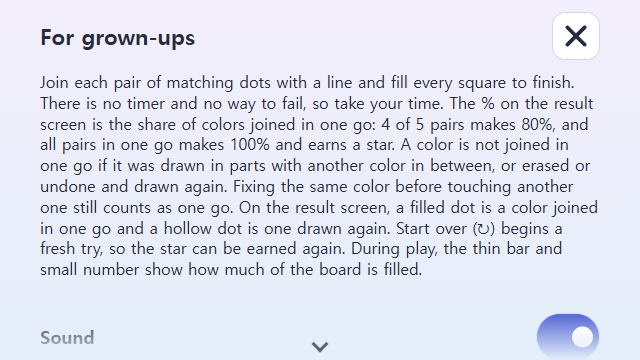 For grown-ups
Join each pair of matching dots with a line and fill every square to finish.
There is no timer and no way to fail, so take your time. The % on the result
screen is the share of colors joined in one go: 4 of 5 pairs makes 80%, and
all pairs in one go makes 100% and earns a star. A color is not joined in
one go if it was drawn in parts with another color in between, or erased or
undone and drawn again. Fixing the same color before touching another
one still counts as one go. On the result screen, a filled dot is a color joined
in one go and a hollow dot is one drawn again. Start over (↻) begins a
fresh try, so the star can be earned again. During play, the thin bar and
small number show how much of the board is filled.
Sound